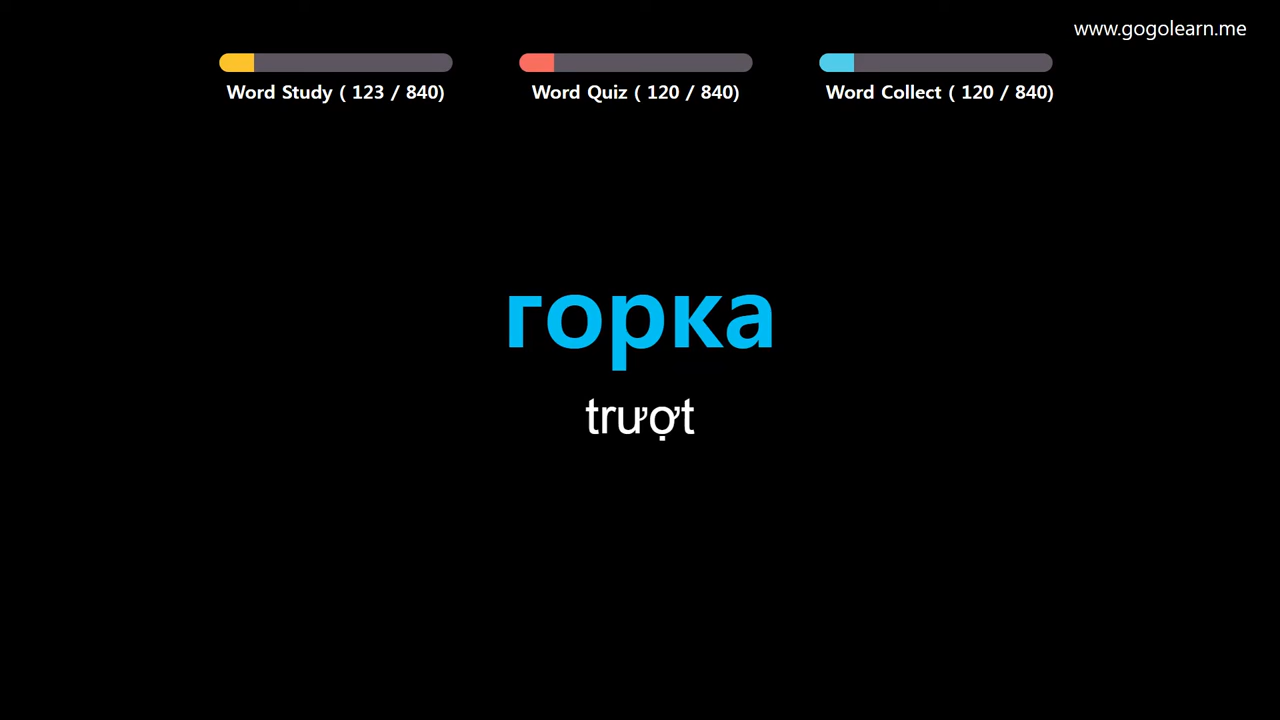 www.gogolearn.me
Word Study ( 123 / 840)
Word Quiz ( 120 / 840)
Word Collect ( 120 / 840)
горка
trượt